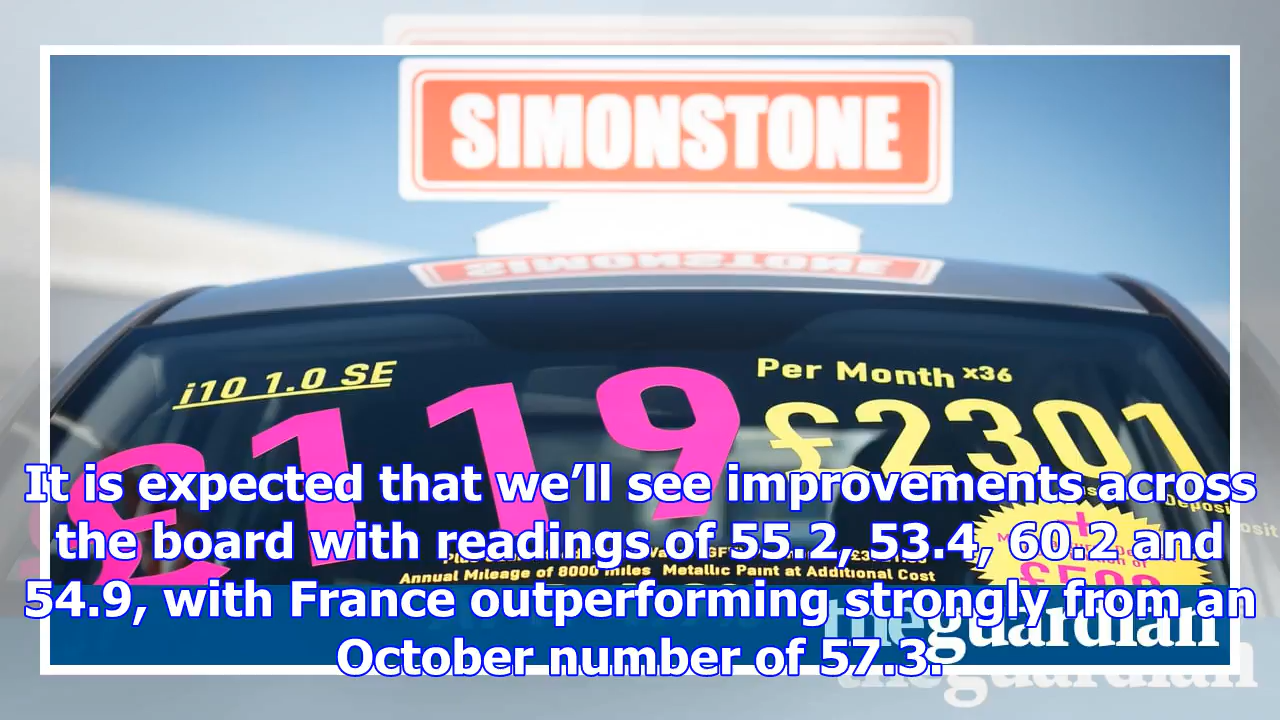 SIMONSTONE
i10 1.0 SE
£119
Per Month x36
£2301
Deposit
Annual Mileage of 8000 miles Metallic Paint at Additional Cost
+
£500
It is expected that we’ll see improvements across
the board with readings of 55.2, 53.4, 60.2 and
54.9, with France outperforming strongly from an
October number of 57.3.
theguardian